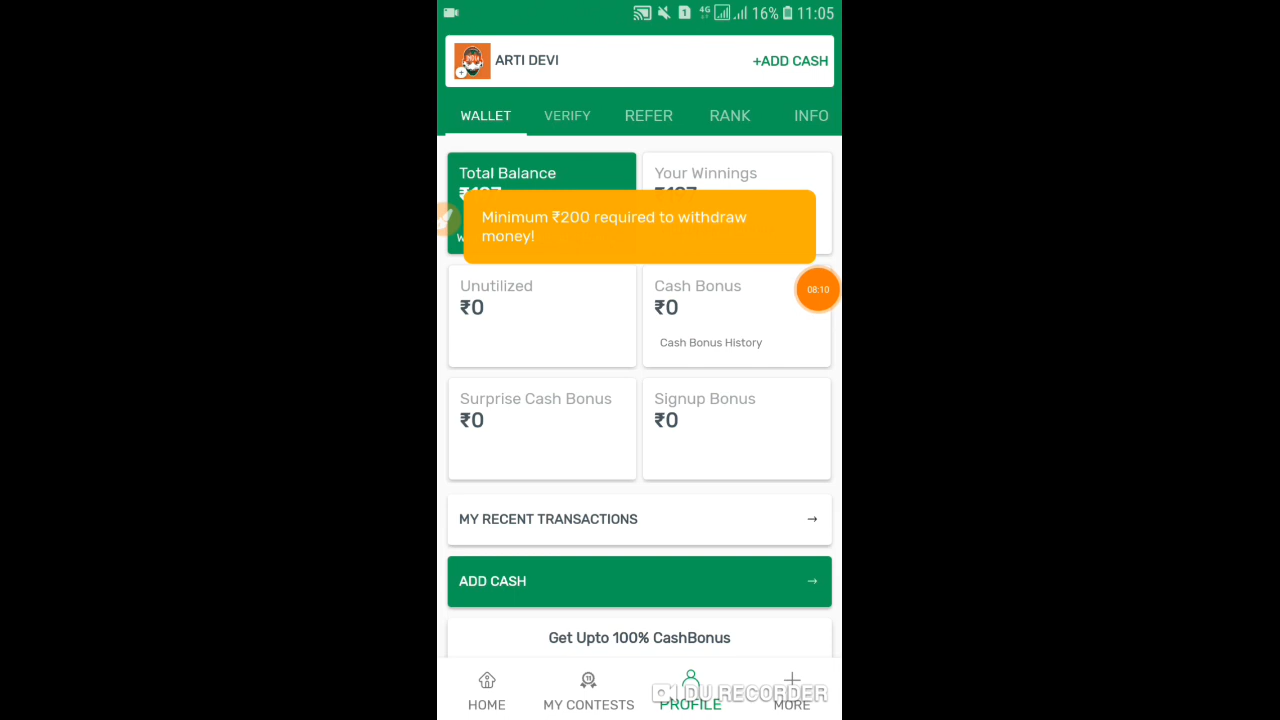 4G 16% 11:05
INDIA
ARTI DEVI
+ADD CASH
WALLET VERIFY REFER RANK INFO
Total Balance
Your Winnings
Minimum ₹200 required to withdraw
money!
Unutilized
₹0
Cash Bonus
₹0
Cash Bonus History
08:10
Surprise Cash Bonus
₹0
Signup Bonus
₹0
MY RECENT TRANSACTIONS →
ADD CASH →
Get Upto 100% CashBonus
DU RECORDER
HOME MY CONTESTS PROFILE MORE